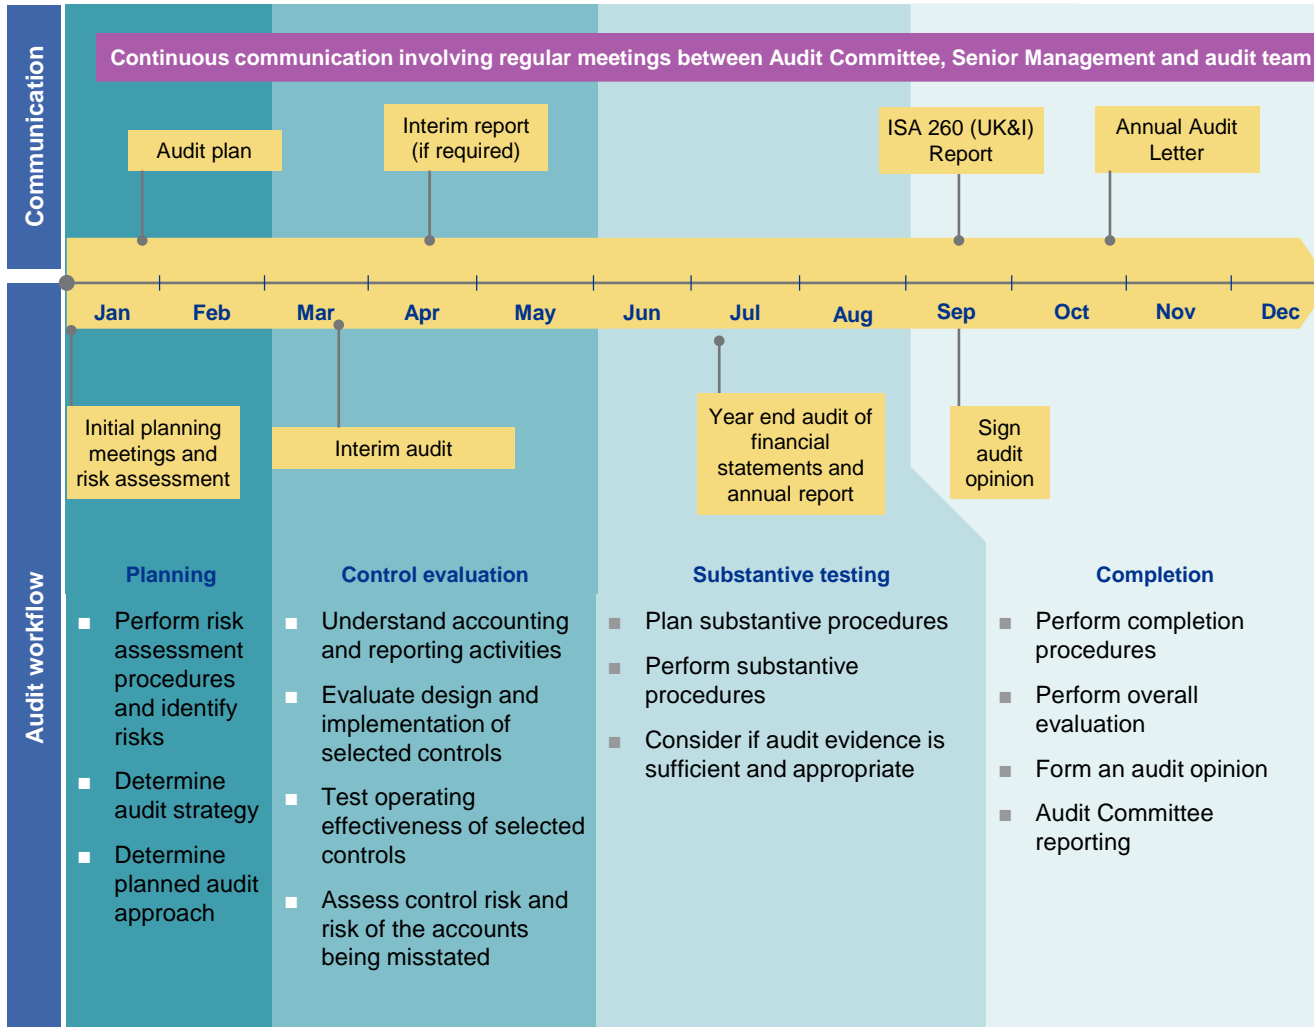 Communication
Continuous communication involving regular meetings between Audit Committee, Senior Management and audit team
Audit plan
Interim report
(if required)
ISA 260 (UK&I)
Report
Annual Audit
Letter
Jan
Feb
Mar
Apr
May
Jun
Jul
Aug
Sep
Oct
Nov
Dec
Audit workflow
Initial planning
meetings and
risk assessment
Interim audit
Year end audit of
financial
statements and
annual report
Sign
audit
opinion
Planning
Perform risk
assessment
procedures
and identify
risks
Determine
audit strategy
Determine
planned audit
approach
Control evaluation
Understand accounting
and reporting activities
Evaluate design and
implementation of
selected controls
Test operating
effectiveness of selected
controls
Assess control risk and
risk of the accounts
being misstated
Substantive testing
Plan substantive procedures
Perform substantive
procedures
Consider if audit evidence is
sufficient and appropriate
Completion
Perform completion
procedures
Perform overall
evaluation
Form an audit opinion
Audit Committee
reporting